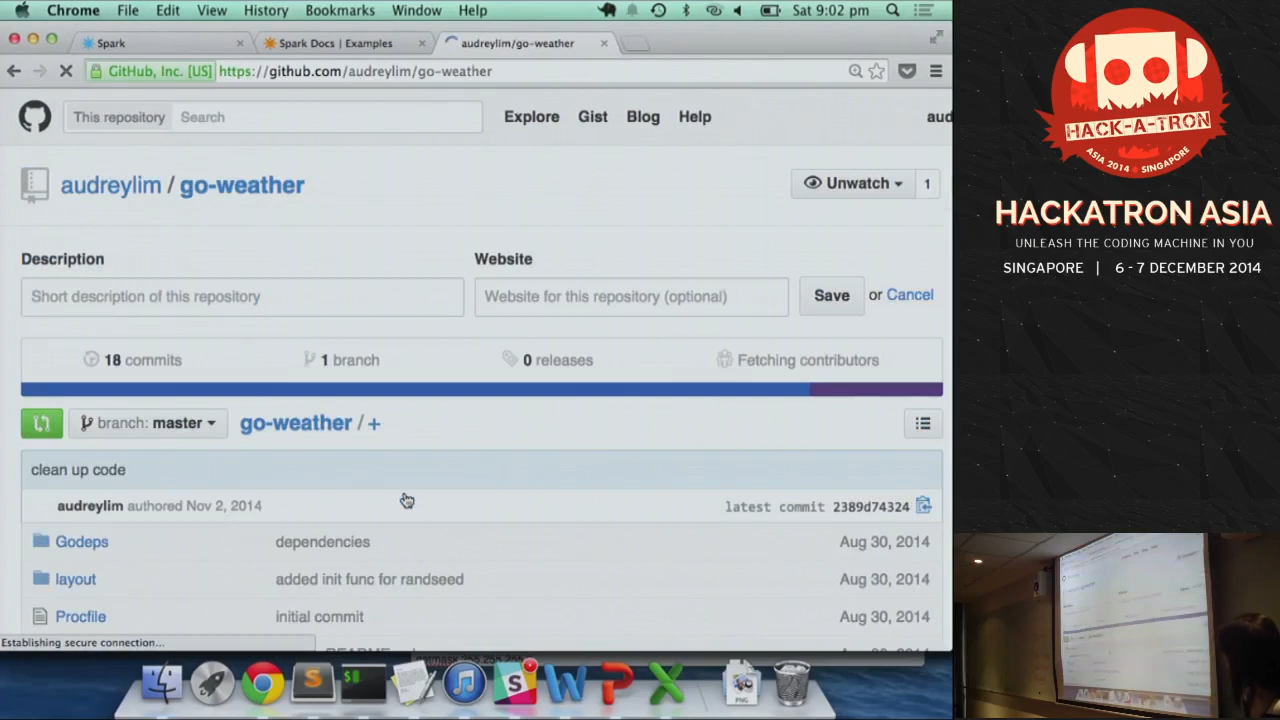 Chrome File Edit View History Bookmarks Window Help Sat 9:02 pm
Spark
Spark Docs | Examples
audreylim/go-weather
GitHub, Inc. [US] https://github.com/audreylim/go-weather
This repository Search Explore Gist Blog Help aud
audreylim / go-weather
Unwatch 1
Description
Website
Short description of this repository
Website for this repository (optional)
Save or Cancel
18 commits
1 branch
0 releases
Fetching contributors
branch: master
go-weather / +
clean up code
audreylim authored Nov 2, 2014
latest commit 2389d74324
Godeps dependencies Aug 30, 2014
layout added init func for randseed Aug 30, 2014
Procfile initial commit Aug 30, 2014
Establishing secure connection...
PNG
HACK-A-TRON
ASIA 2014 SINGAPORE
HACKATRON ASIA
UNLEASH THE CODING MACHINE IN YOU
SINGAPORE | 6 - 7 DECEMBER 2014